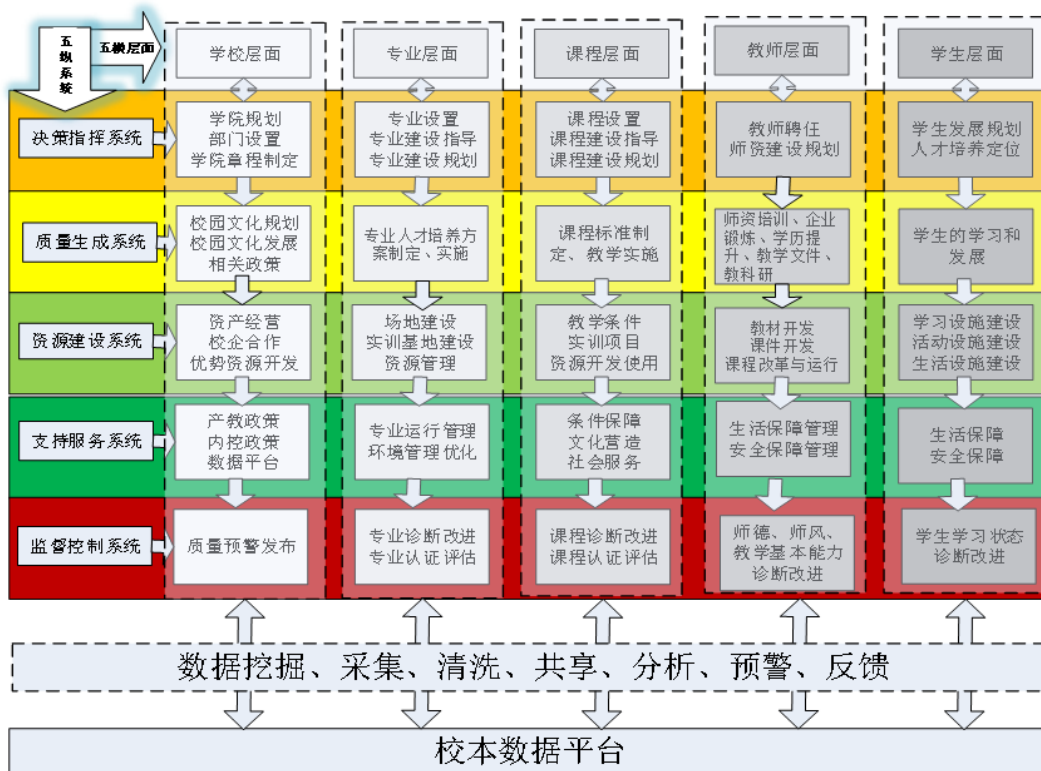 五纵系统
五横层面
学校层面
专业层面
课程层面
教师层面
学生层面
决策指挥系统
学院规划
部门设置
学院章程制定
专业设置
专业建设指导
专业建设规划
课程设置
课程建设指导
课程建设规划
教师聘任
师资建设规划
学生发展规划
人才培养定位
质量生成系统
校园文化规划
校园文化发展
相关政策
专业人才培养方
案制定、实施
课程标准制
定、教学实施
师资培训、企业
锻炼、学历提
升、教学文件、
教科研
学生的学习和
发展
资源建设系统
资产经营
校企合作
优势资源开发
场地建设
实训基地建设
资源管理
教学条件
实训项目
资源开发使用
教材开发
课件开发
课程改革与运行
学习设施建设
活动设施建设
生活设施建设
支持服务系统
产教政策
内控政策
数据平台
专业运行管理
环境管理优化
条件保障
文化营造
社会服务
生活保障管理
安全保障管理
生活保障
安全保障
监督控制系统
质量预警发布
专业诊断改进
专业认证评估
课程诊断改进
课程认证评估
师德、师风、
教学基本能力
诊断改进
学生学习状态
诊断改进
数据挖掘、采集、清洗、共享、分析、预警、反馈
校本数据平台